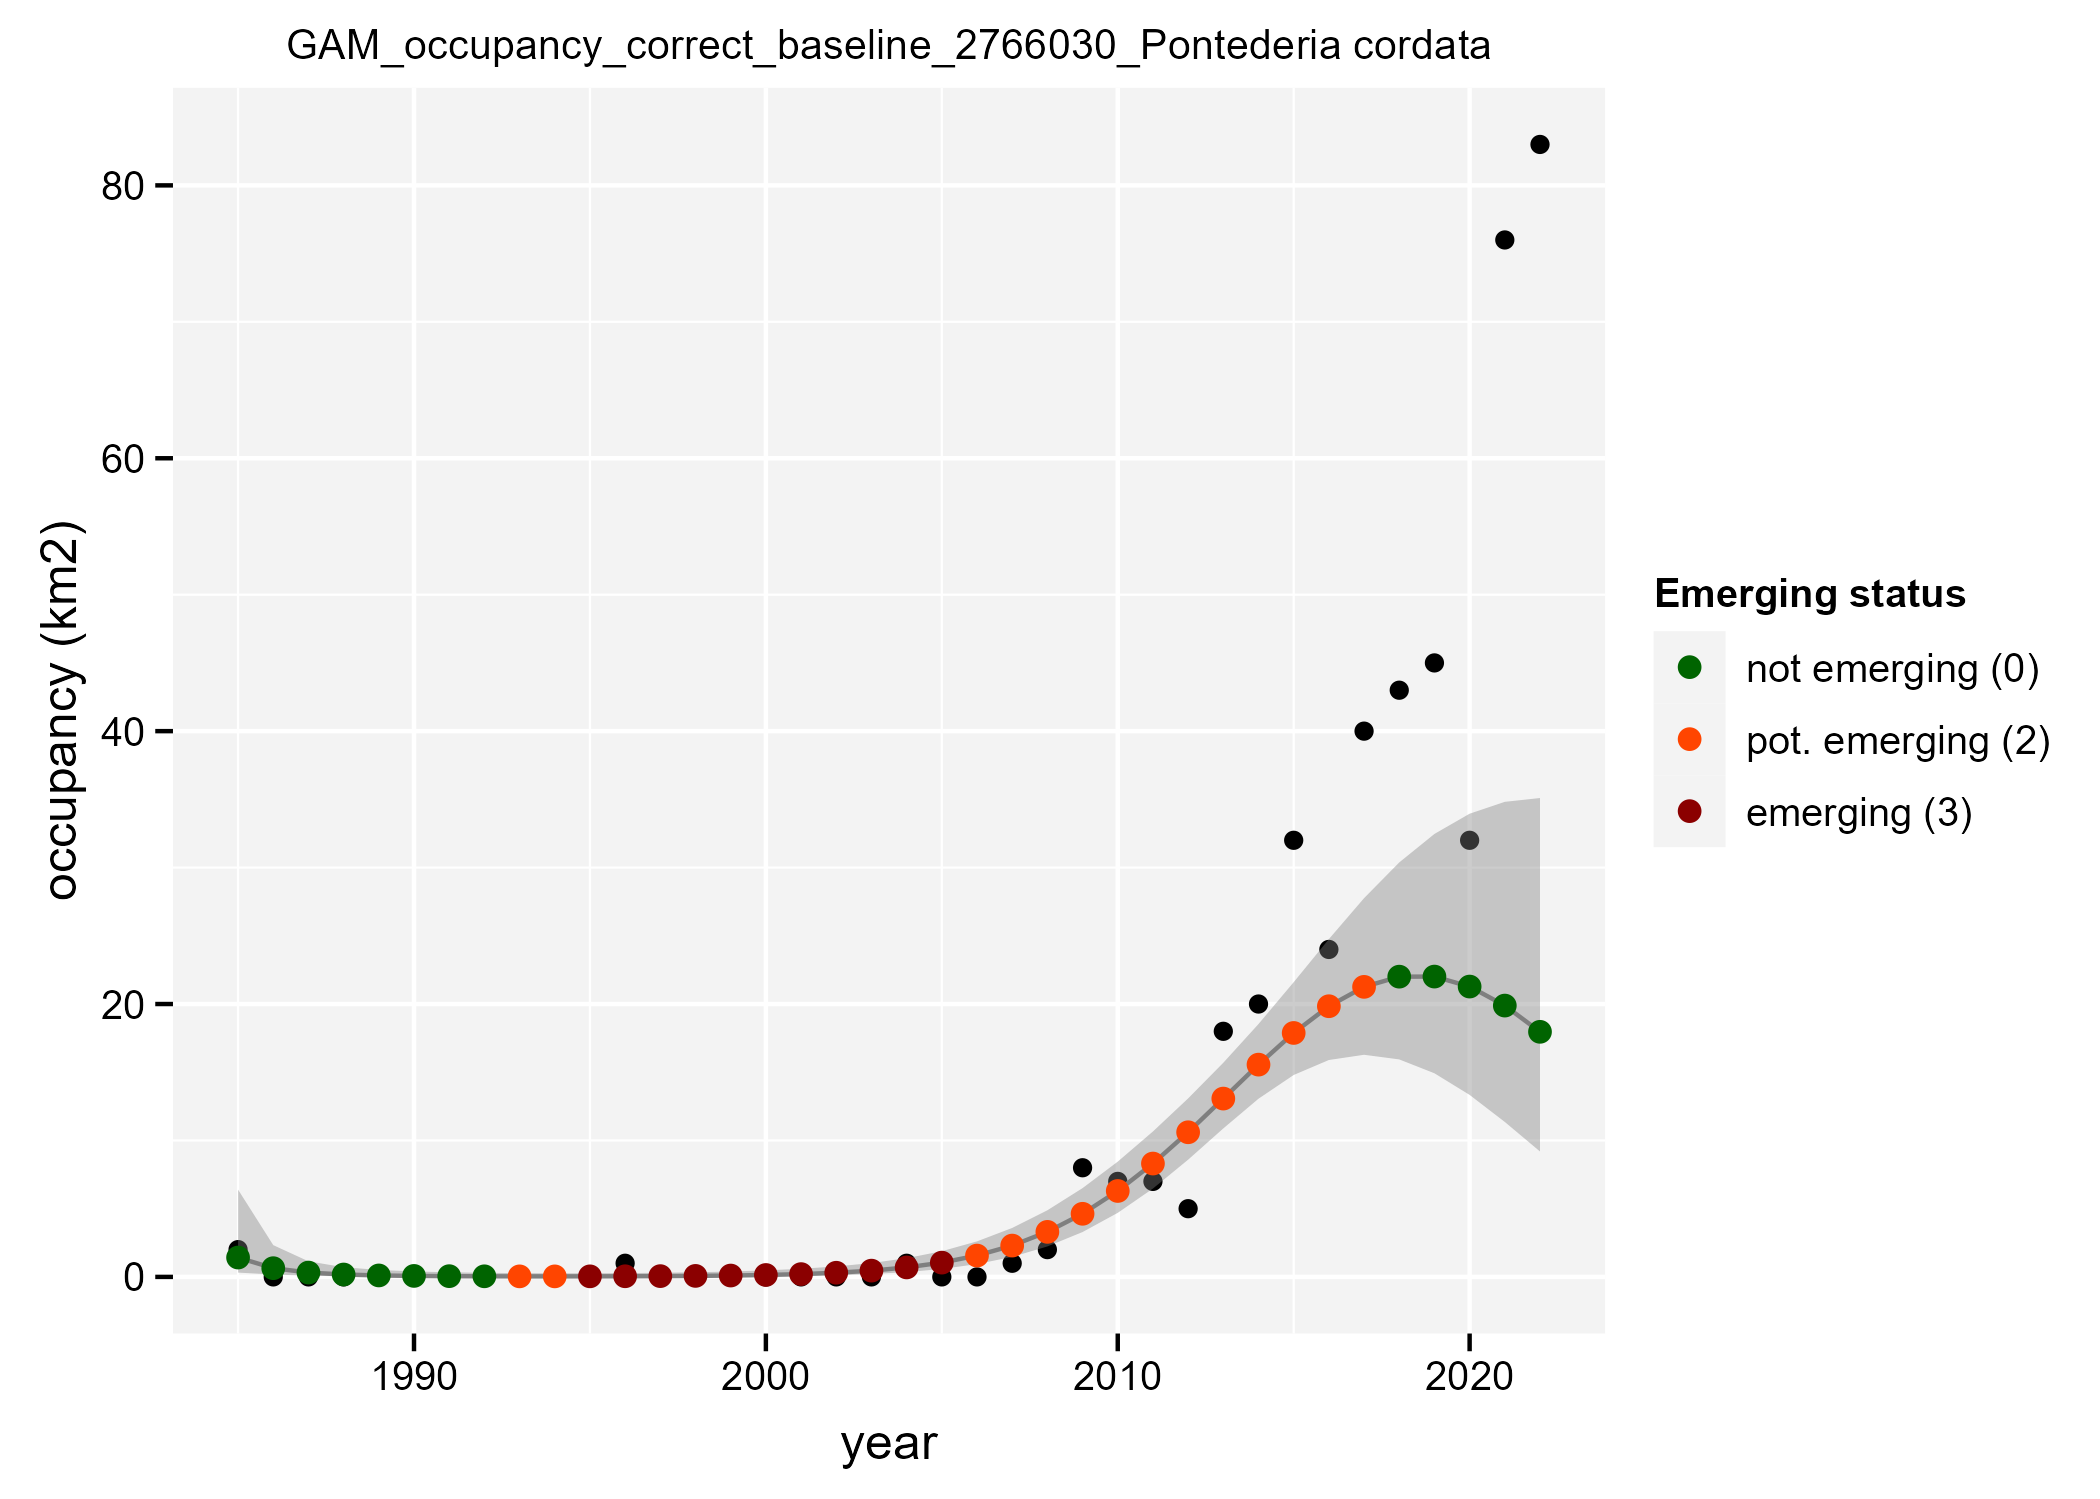 GAM_occupancy_correct_baseline_2766030_Pontederia cordata
80
60
40
20
0
occupancy (km2)
1990 2000 2010 2020
year
Emerging status
not emerging (0)
pot. emerging (2)
emerging (3)